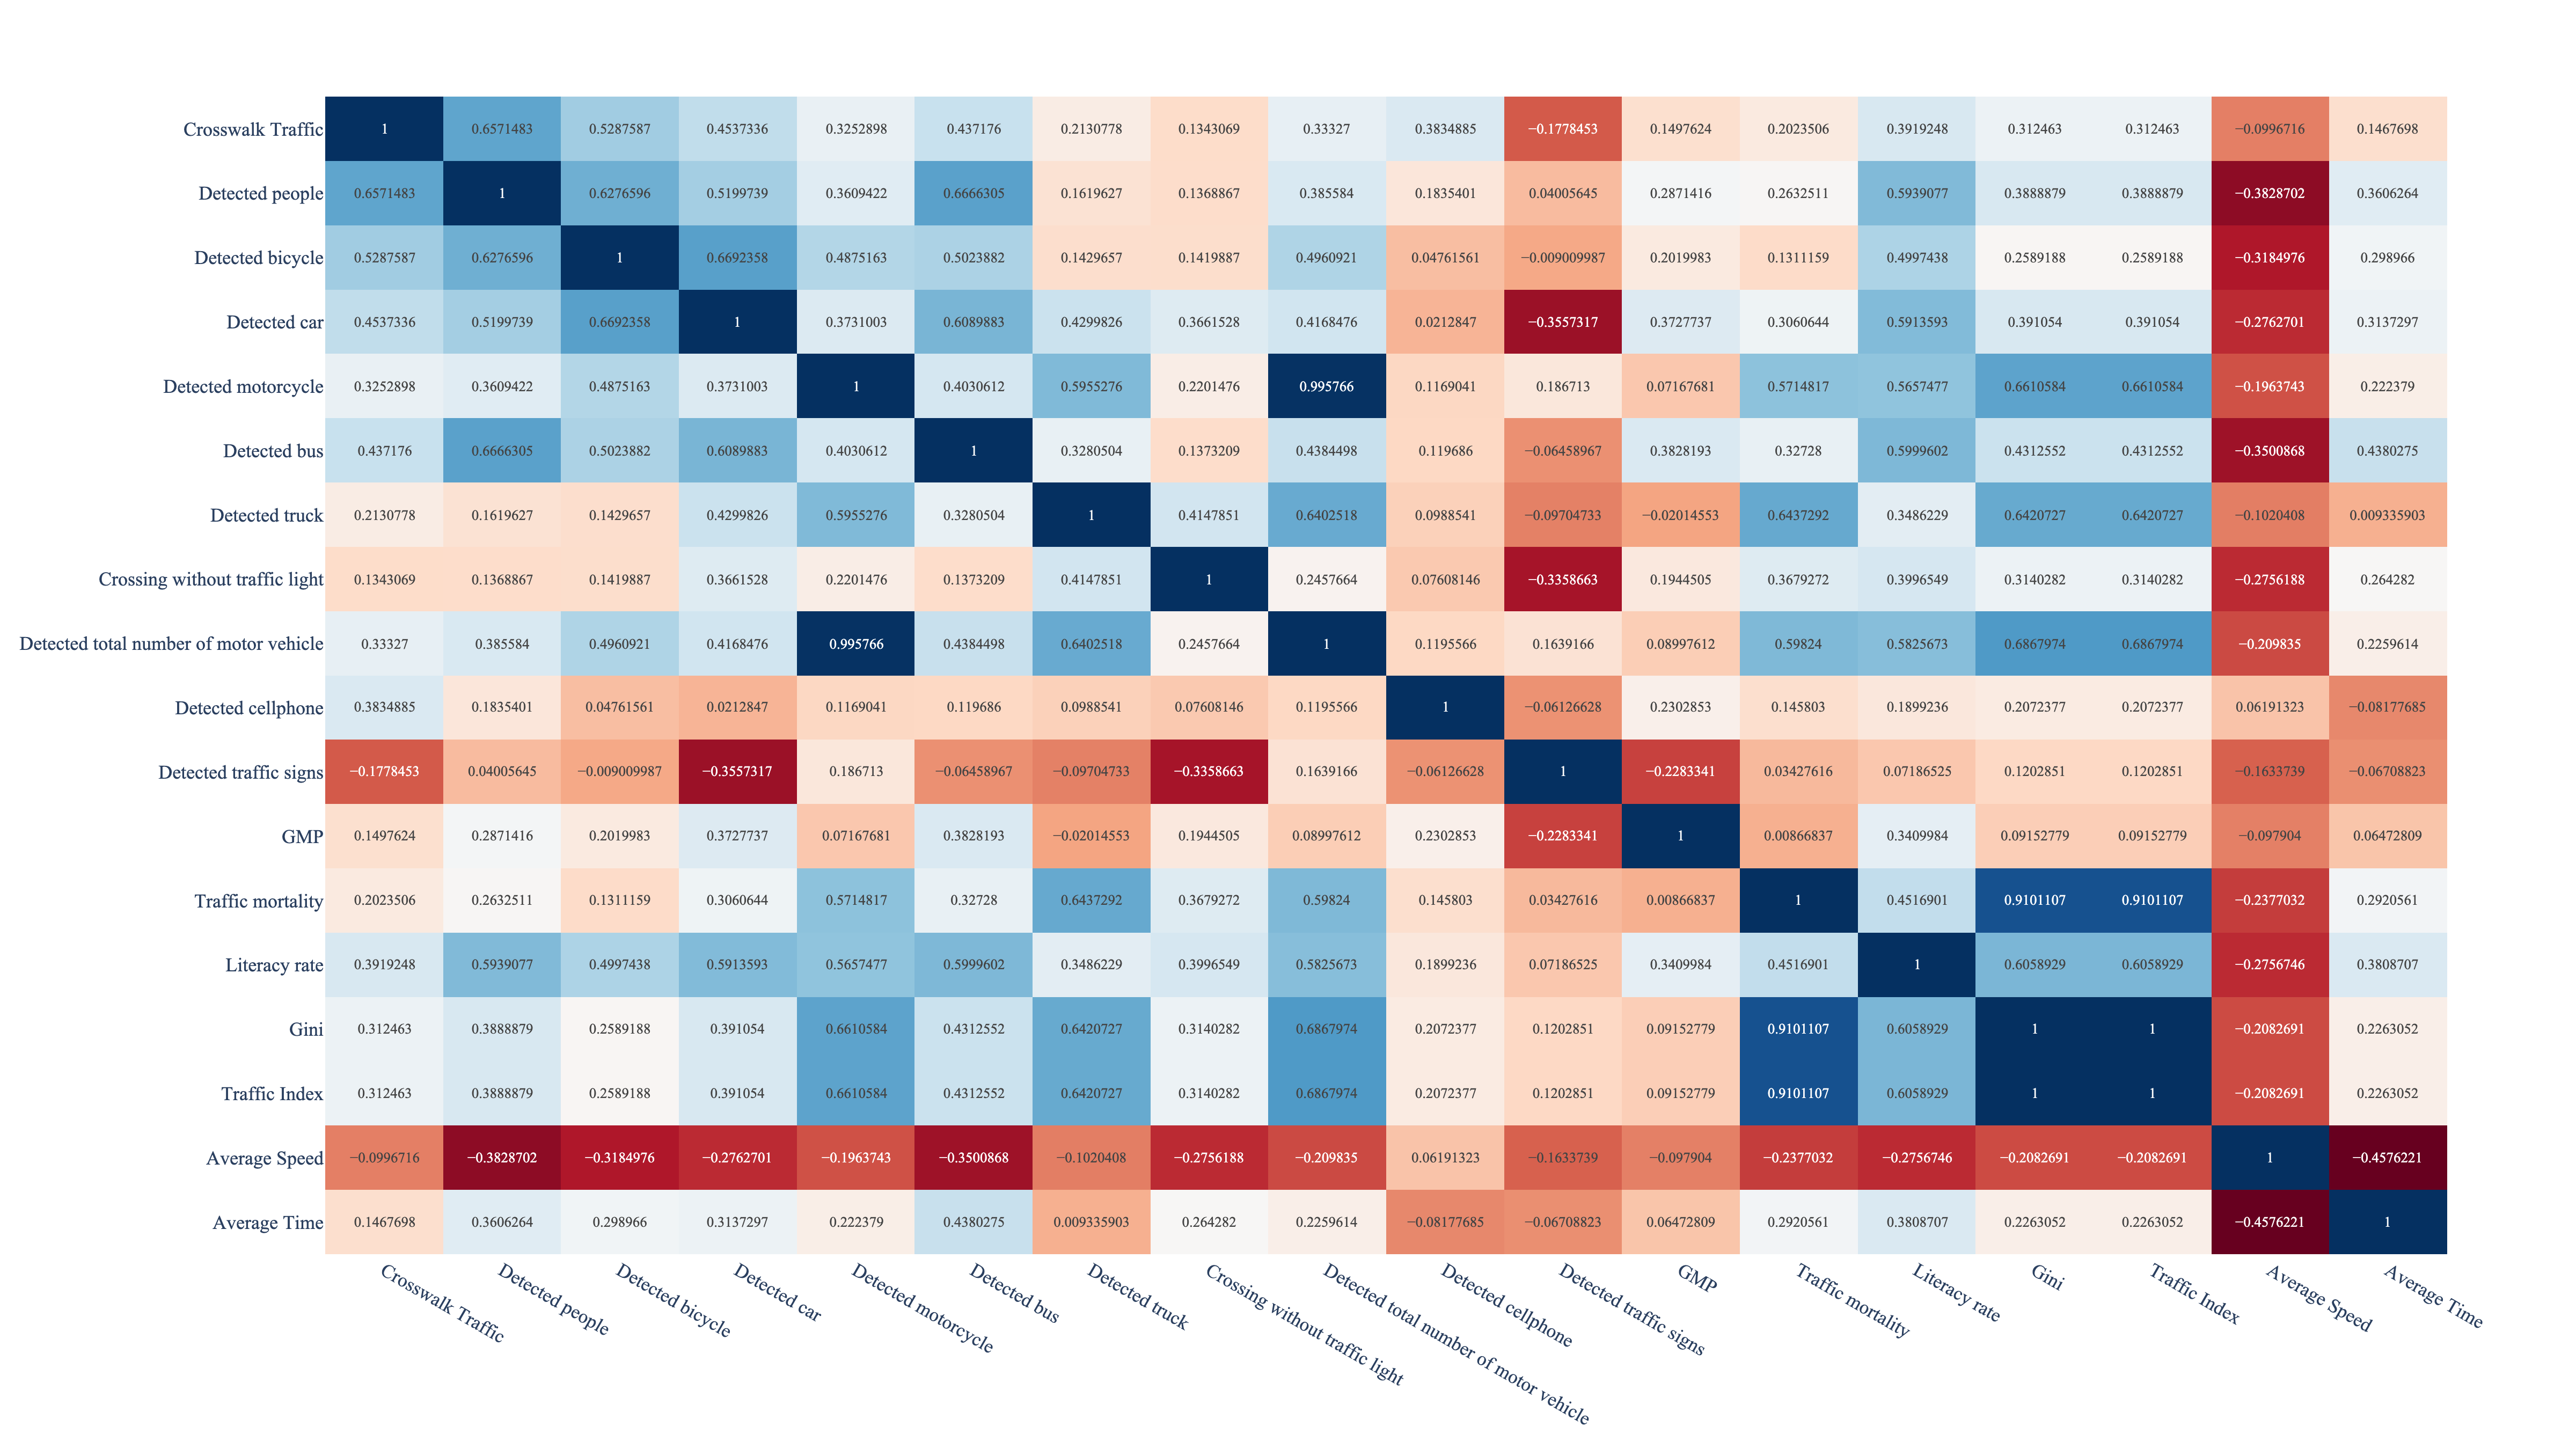 Crosswalk Traffic 1 0.6571483 0.5287587 0.4537336 0.3252898 0.437176 0.2130778 0.1343069 0.33327 0.3834885 −0.1778453 0.1497624 0.2023506 0.3919248 0.312463 0.312463 −0.0996716 0.1467698
Detected people 0.6571483 1 0.6276596 0.5199739 0.3609422 0.6666305 0.1619627 0.1368867 0.385584 0.1835401 0.04005645 0.2871416 0.2632511 0.5939077 0.3888879 0.3888879 −0.3828702 0.3606264
Detected bicycle 0.5287587 0.6276596 1 0.6692358 0.4875163 0.5023882 0.1429657 0.1419887 0.4960921 0.04761561 −0.009009987 0.2019983 0.1311159 0.4997438 0.2589188 0.2589188 −0.3184976 0.298966
Detected car 0.4537336 0.5199739 0.6692358 1 0.3731003 0.6089883 0.4299826 0.3661528 0.4168476 0.0212847 −0.3557317 0.3727737 0.3060644 0.5913593 0.391054 0.391054 −0.2762701 0.3137297
Detected motorcycle 0.3252898 0.3609422 0.4875163 0.3731003 1 0.4030612 0.5955276 0.2201476 0.995766 0.1169041 0.186713 0.07167681 0.5714817 0.5657477 0.6610584 0.6610584 −0.1963743 0.222379
Detected bus 0.437176 0.6666305 0.5023882 0.6089883 0.4030612 1 0.3280504 0.1373209 0.4384498 0.119686 −0.06458967 0.3828193 0.32728 0.5999602 0.4312552 0.4312552 −0.3500868 0.4380275
Detected truck 0.2130778 0.1619627 0.1429657 0.4299826 0.5955276 0.3280504 1 0.4147851 0.6402518 0.0988541 −0.09704733 −0.02014553 0.6437292 0.3486229 0.6420727 0.6420727 −0.1020408 0.009335903
Crossing without traffic light 0.1343069 0.1368867 0.1419887 0.3661528 0.2201476 0.1373209 0.4147851 1 0.2457664 0.07608146 −0.3358663 0.1944505 0.3679272 0.3996549 0.3140282 0.3140282 −0.2756188 0.264282
Detected total number of motor vehicle 0.33327 0.385584 0.4960921 0.4168476 0.995766 0.4384498 0.6402518 0.2457664 1 0.1195566 0.1639166 0.08997612 0.59824 0.5825673 0.6867974 0.6867974 −0.209835 0.2259614
Detected cellphone 0.3834885 0.1835401 0.04761561 0.0212847 0.1169041 0.119686 0.0988541 0.07608146 0.1195566 1 −0.06126628 0.2302853 0.145803 0.1899236 0.2072377 0.2072377 0.06191323 −0.08177685
Detected traffic signs −0.1778453 0.04005645 −0.009009987 −0.3557317 0.186713 −0.06458967 −0.09704733 −0.3358663 0.1639166 −0.06126628 1 −0.2283341 0.03427616 0.07186525 0.1202851 0.1202851 −0.1633739 −0.06708823
GMP 0.1497624 0.2871416 0.2019983 0.3727737 0.07167681 0.3828193 −0.02014553 0.1944505 0.08997612 0.2302853 −0.2283341 1 0.00866837 0.3409984 0.09152779 0.09152779 −0.097904 0.06472809
Traffic mortality 0.2023506 0.2632511 0.1311159 0.3060644 0.5714817 0.32728 0.6437292 0.3679272 0.59824 0.145803 0.03427616 0.00866837 1 0.4516901 0.9101107 0.9101107 −0.2377032 0.2920561
Literacy rate 0.3919248 0.5939077 0.4997438 0.5913593 0.5657477 0.5999602 0.3486229 0.3996549 0.5825673 0.1899236 0.07186525 0.3409984 0.4516901 1 0.6058929 0.6058929 −0.2756746 0.3808707
Gini 0.312463 0.3888879 0.2589188 0.391054 0.6610584 0.4312552 0.6420727 0.3140282 0.6867974 0.2072377 0.1202851 0.09152779 0.9101107 0.6058929 1 1 −0.2082691 0.2263052
Traffic Index 0.312463 0.3888879 0.2589188 0.391054 0.6610584 0.4312552 0.6420727 0.3140282 0.6867974 0.2072377 0.1202851 0.09152779 0.9101107 0.6058929 1 1 −0.2082691 0.2263052
Average Speed −0.0996716 −0.3828702 −0.3184976 −0.2762701 −0.1963743 −0.3500868 −0.1020408 −0.2756188 −0.209835 0.06191323 −0.1633739 −0.097904 −0.2377032 −0.2756746 −0.2082691 −0.2082691 1 −0.4576221
Average Time 0.1467698 0.3606264 0.298966 0.3137297 0.222379 0.4380275 0.009335903 0.264282 0.2259614 −0.08177685 −0.06708823 0.06472809 0.2920561 0.3808707 0.2263052 0.2263052 −0.4576221 1
Crosswalk Traffic
Detected people
Detected bicycle
Detected car
Detected motorcycle
Detected bus
Detected truck
Crossing without traffic light
Detected total number of motor vehicle
Detected cellphone
Detected traffic signs
GMP
Traffic mortality
Literacy rate
Gini
Traffic Index
Average Speed
Average Time